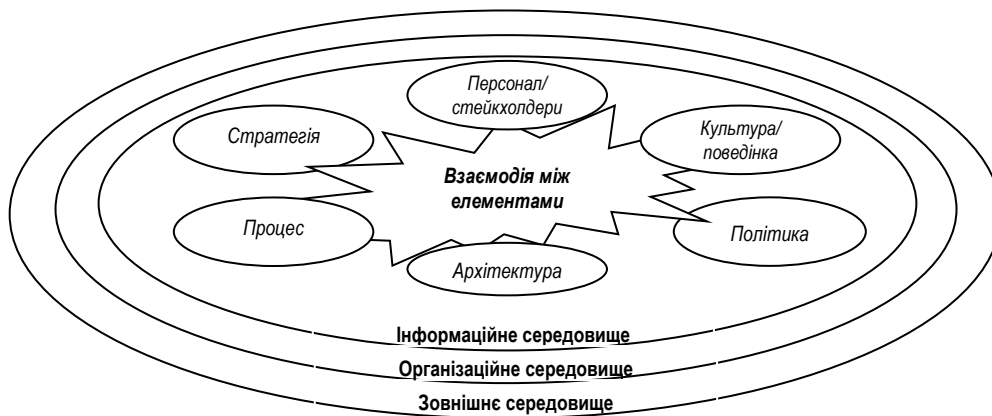 Персонал/
стейкхолдери
Стратегія
Культура/
поведінка
Взаємодія між
елементами
Процес
Політика
Архітектура
Інформаційне середовище
Організаційне середовище
Зовнішнє середовище